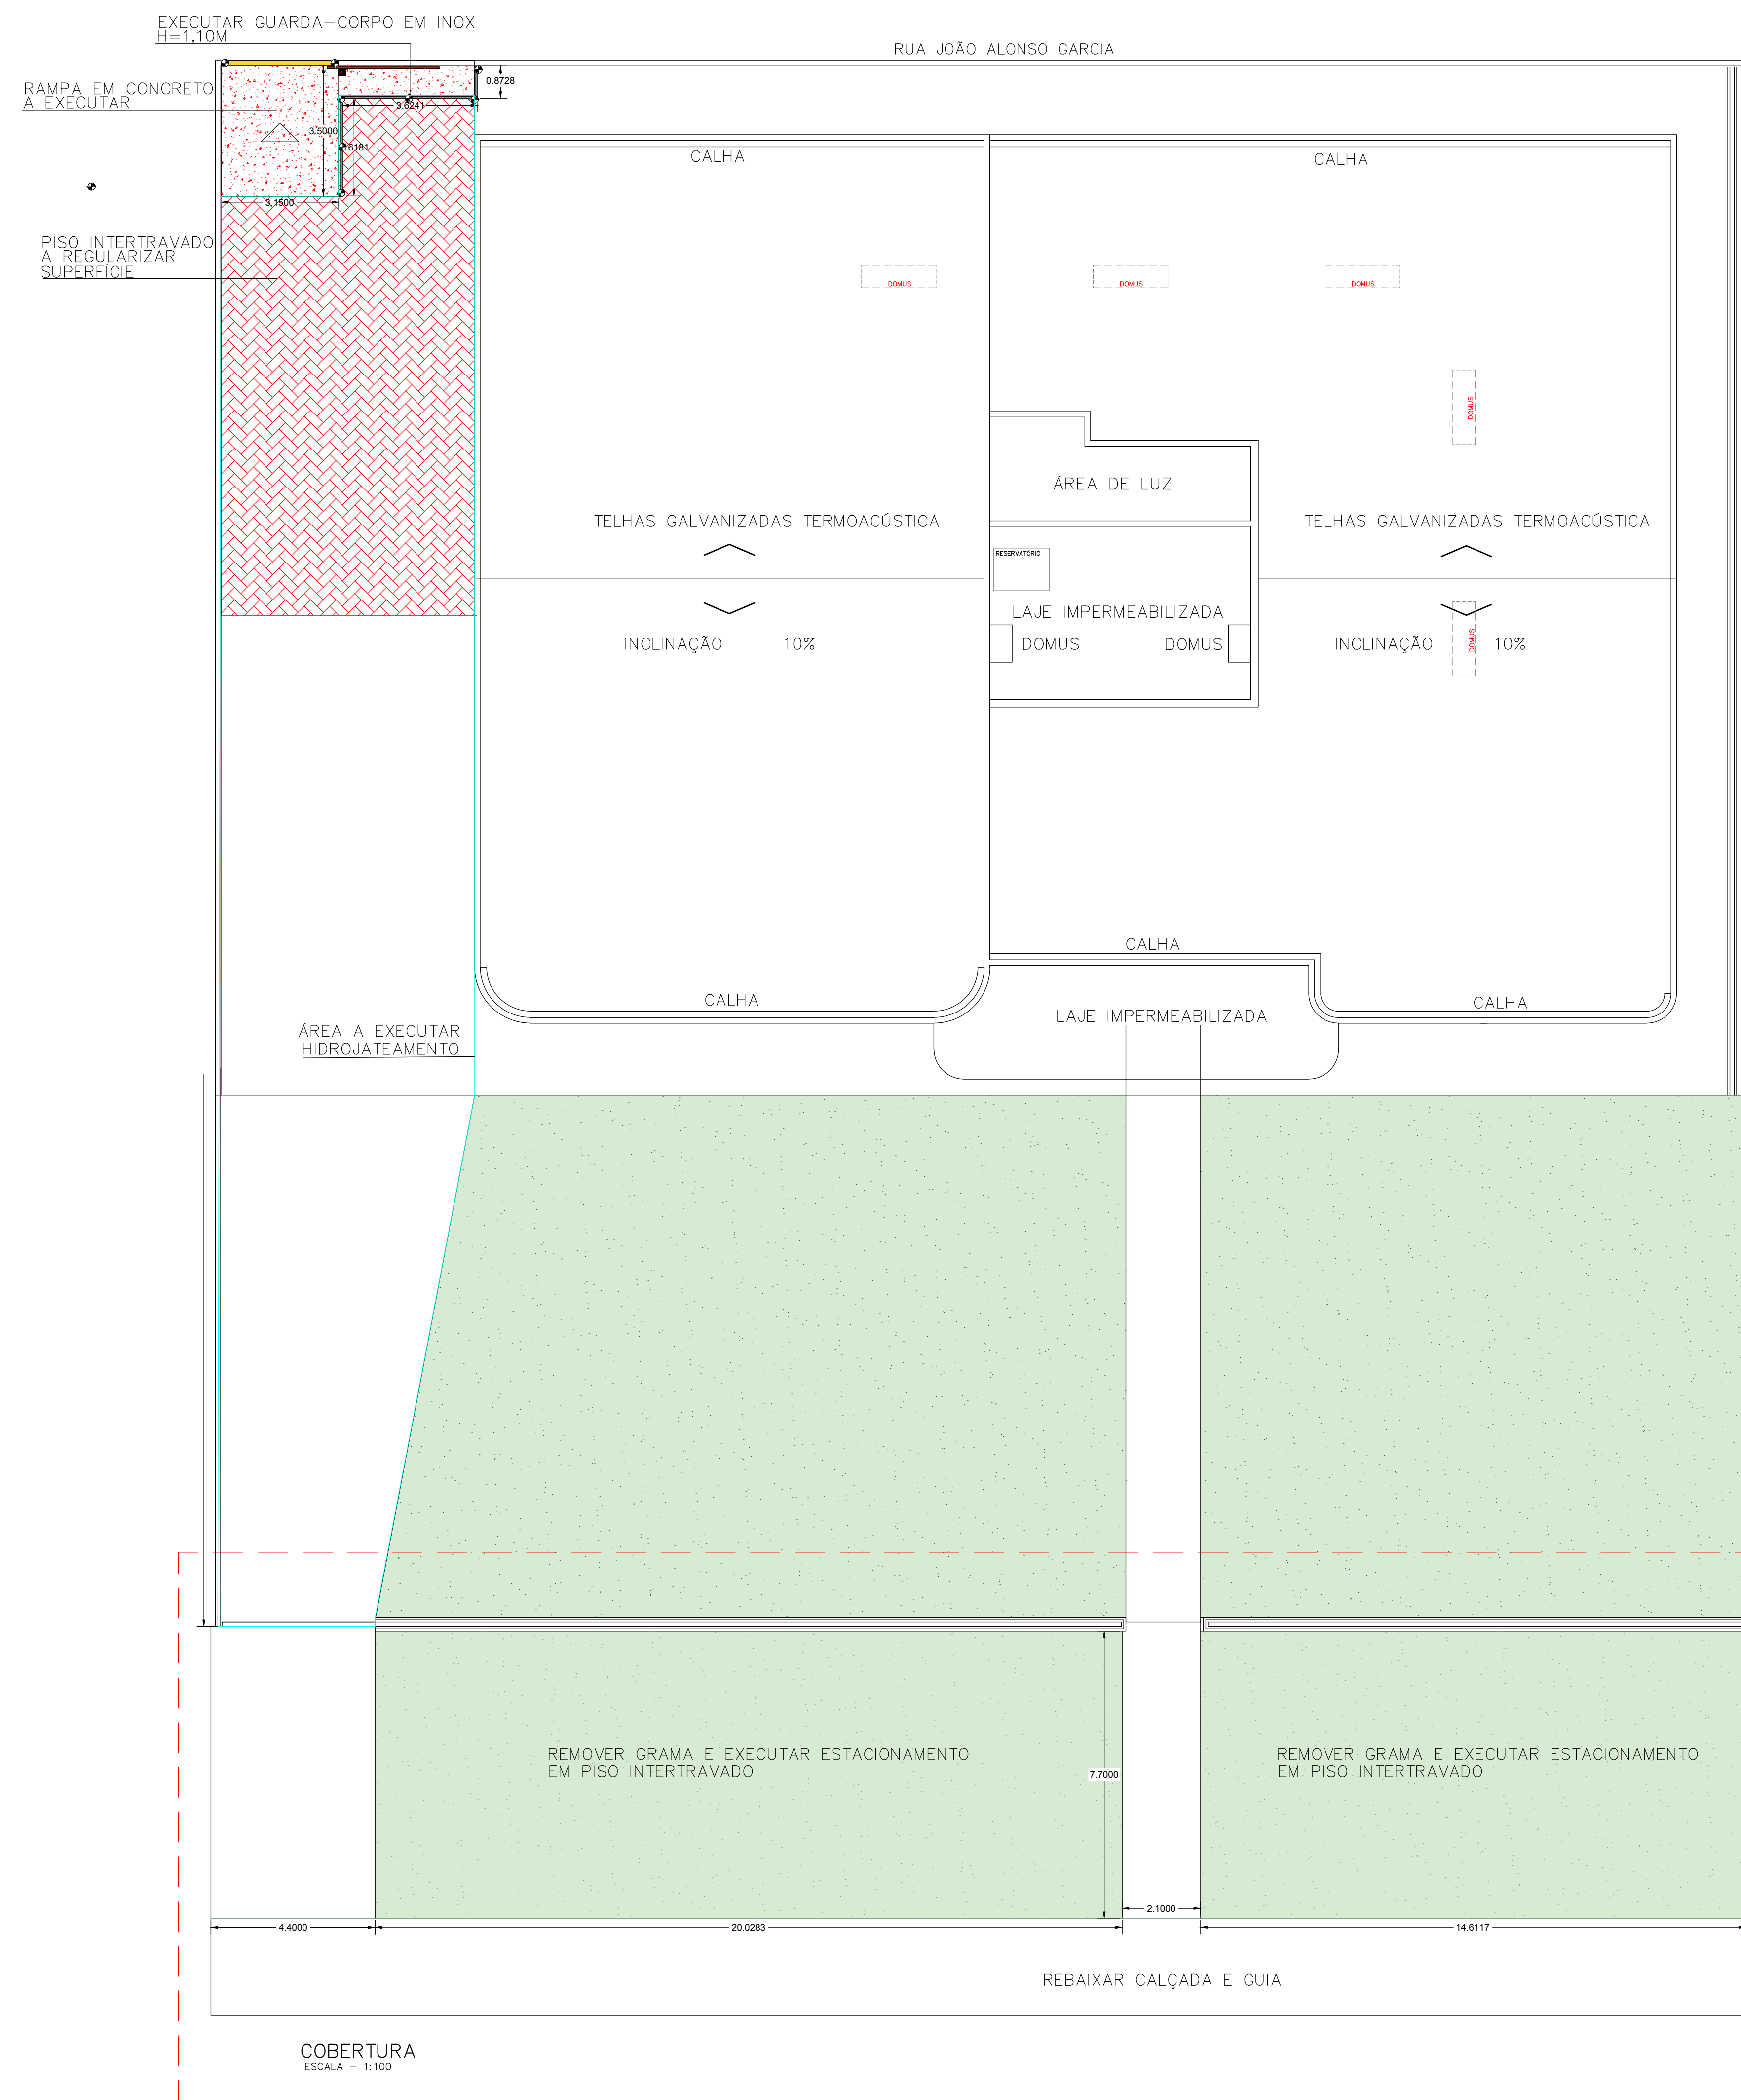 EXECUTAR GUARDA-CORPO EM INOX
H=1,10M
RUA JOÃO ALONSO GARCIA
RAMPA EM CONCRETO
A EXECUTAR
0.8728
3.6241
3.5000
6181
3.1500
CALHA
CALHA
PISO INTERTRAVADO
A REGULARIZAR
SUPERFÍCIE
DOMUS
DOMUS
DOMUS
DOMUS
ÁREA DE LUZ
TELHAS GALVANIZADAS TERMOACÚSTICA
TELHAS GALVANIZADAS TERMOACÚSTICA
RESERVATÓRIO
LAJE IMPERMEABILIZADA
INCLINAÇÃO 10%
DOMUS
DOMUS
INCLINAÇÃO 10%
DOMUS
CALHA
CALHA
CALHA
LAJE IMPERMEABILIZADA
ÁREA A EXECUTAR
HIDROJATEAMENTO
REMOVER GRAMA E EXECUTAR ESTACIONAMENTO
EM PISO INTERTRAVADO
REMOVER GRAMA E EXECUTAR ESTACIONAMENTO
EM PISO INTERTRAVADO
7.7000
2.1000
4.4000
20.0283
14.6117
REBAIXAR CALÇADA E GUIA
COBERTURA
ESCALA - 1:100